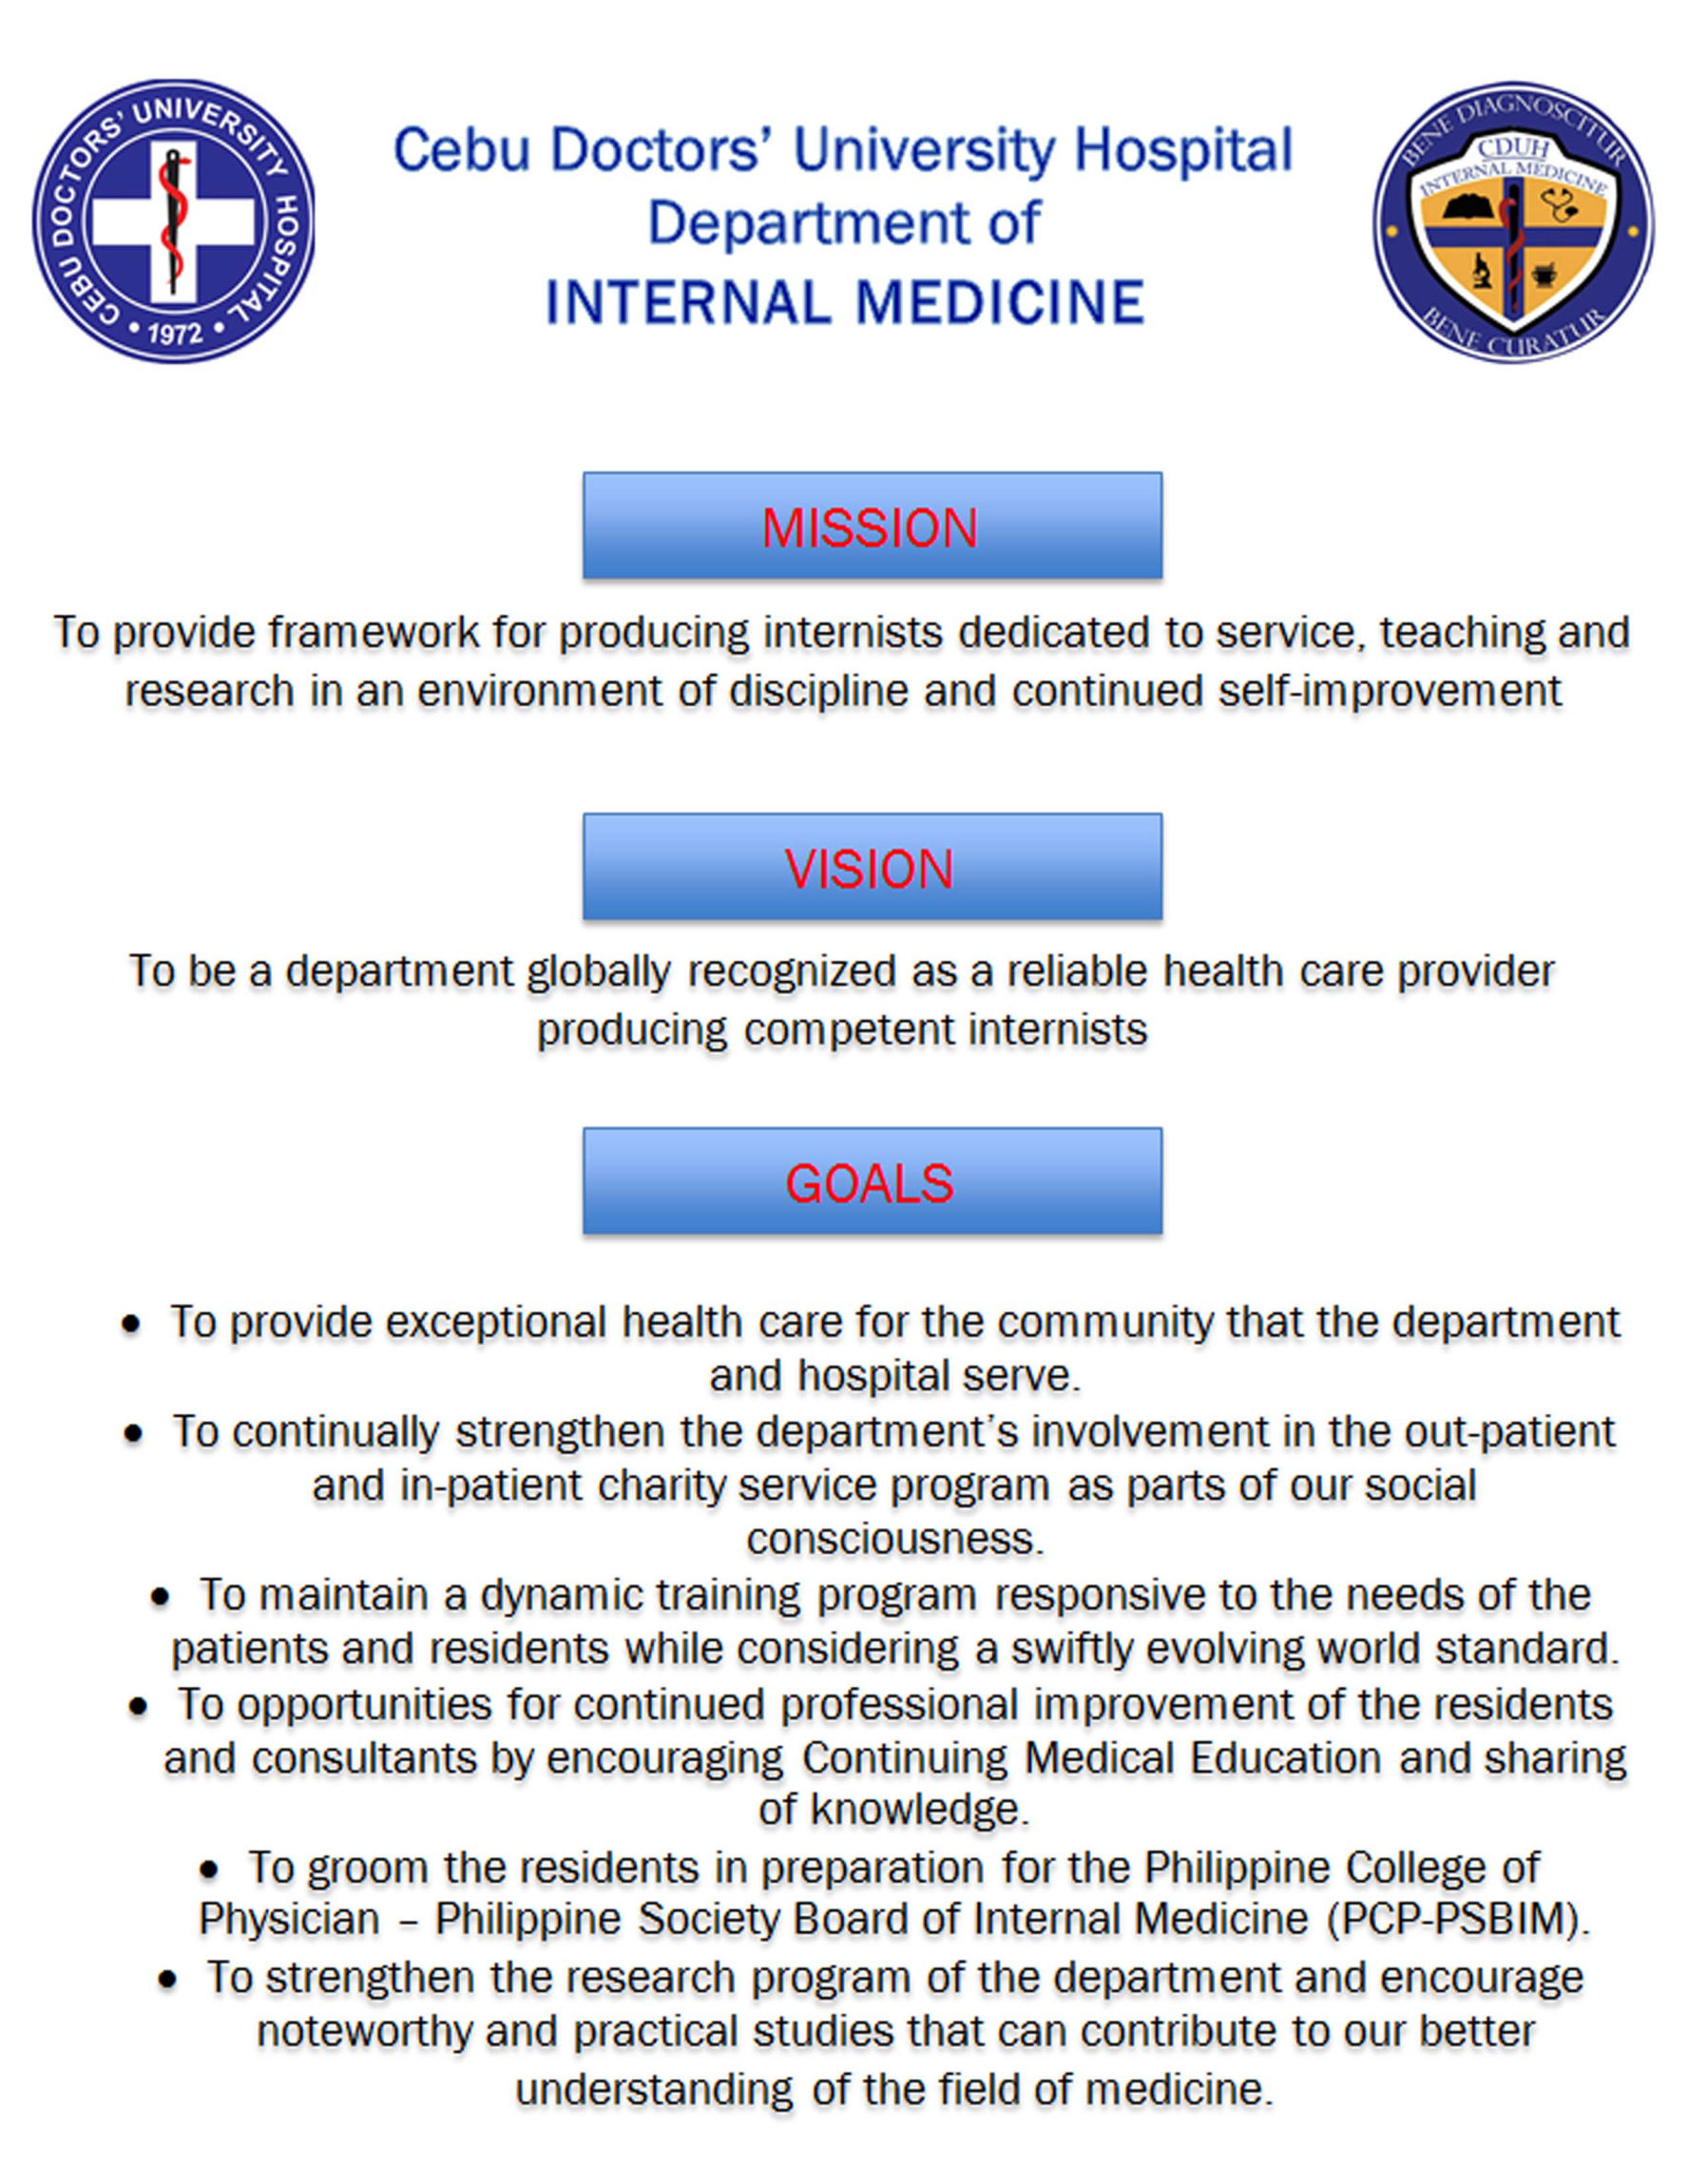 CEBU DOCTORS' UNIVERSITY HOSPITAL
• 1972 •
Cebu Doctors' University Hospital
Department of
INTERNAL MEDICINE
BENE DIAGNOSCITUR
CDUH
INTERNAL MEDICINE
BENE CURATUR
MISSION
To provide framework for producing internists dedicated to service, teaching and
research in an environment of discipline and continued self-improvement
VISION
To be a department globally recognized as a reliable health care provider
producing competent internists
GOALS
• To provide exceptional health care for the community that the department
and hospital serve.
• To continually strengthen the department's involvement in the out-patient
and in-patient charity service program as parts of our social
consciousness.
• To maintain a dynamic training program responsive to the needs of the
patients and residents while considering a swiftly evolving world standard.
• To opportunities for continued professional improvement of the residents
and consultants by encouraging Continuing Medical Education and sharing
of knowledge.
• To groom the residents in preparation for the Philippine College of
Physician – Philippine Society Board of Internal Medicine (PCP-PSBIM).
• To strengthen the research program of the department and encourage
noteworthy and practical studies that can contribute to our better
understanding of the field of medicine.